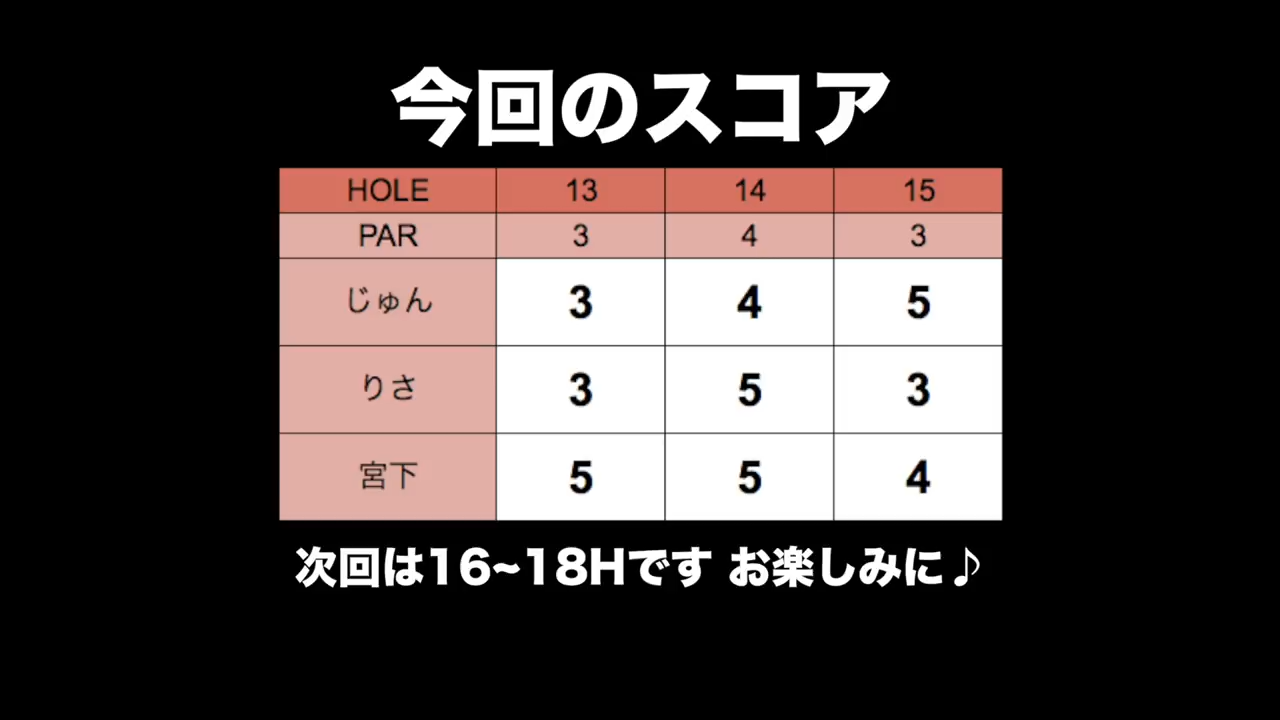 今回のスコア
HOLE 13 14 15
PAR 3 4 3
じゅん 3 4 5
りさ 3 5 3
宮下 5 5 4
次回は16~18Hです お楽しみに♪